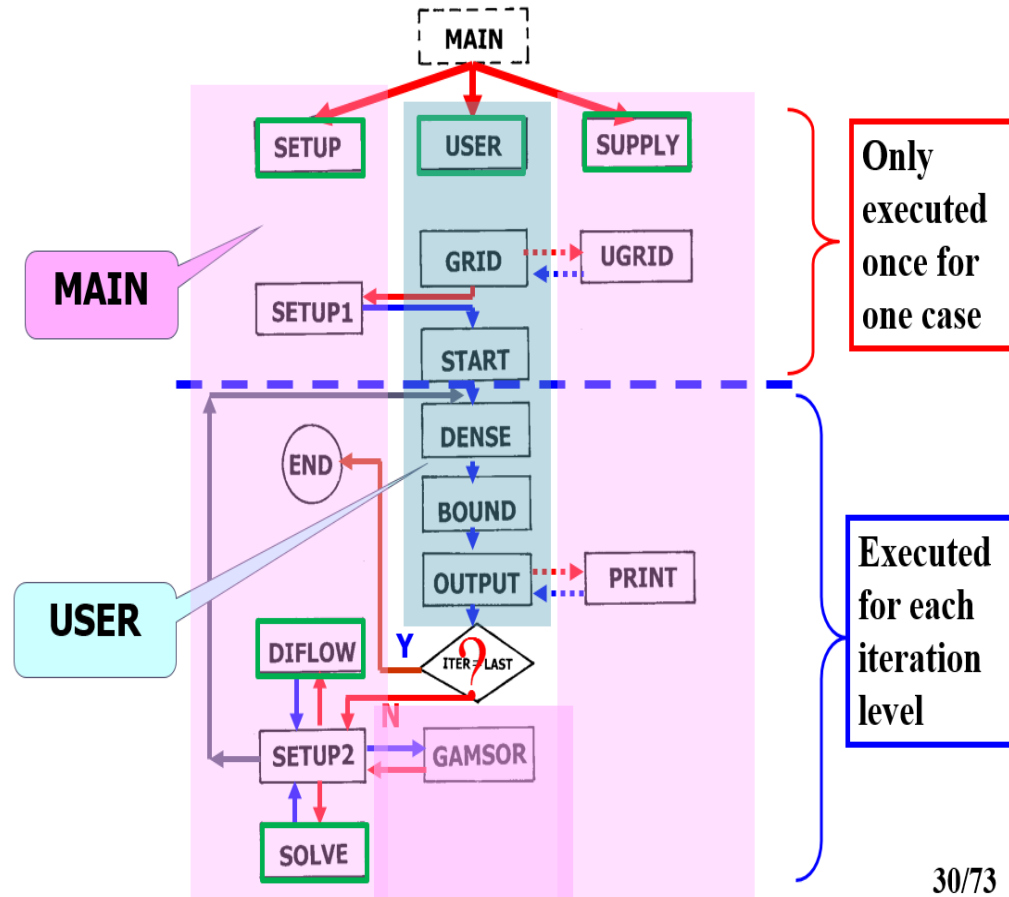 MAIN
SETUP
USER
SUPPLY
Only
executed
once for
one case
GRID
UGRID
MAIN
SETUP1
START
DENSE
END
BOUND
OUTPUT
PRINT
Executed
for each
iteration
level
USER
Y
DIFLOW
ITER=LAST
?
N
SETUP2
GAMSOR
SOLVE
30/73